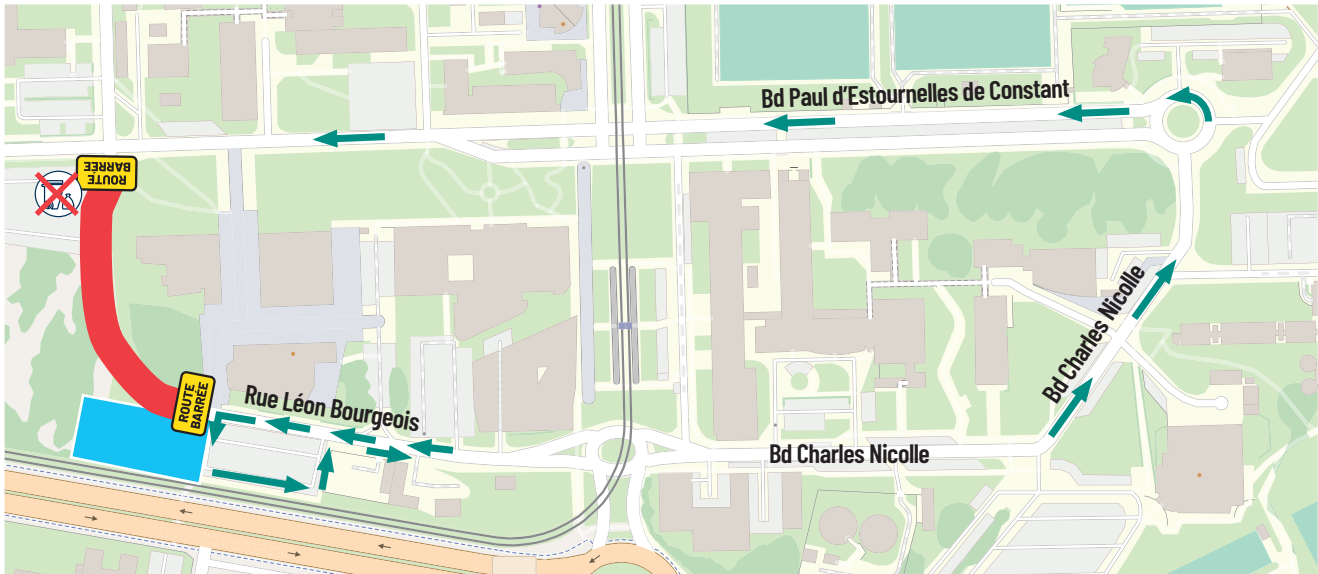 Bd Paul d'Estournelles de Constant
ROUTE
BARRÉE
ROUTE
BARRÉE
Rue Léon Bourgeois
Bd Charles Nicolle
Bd Charles Nicolle